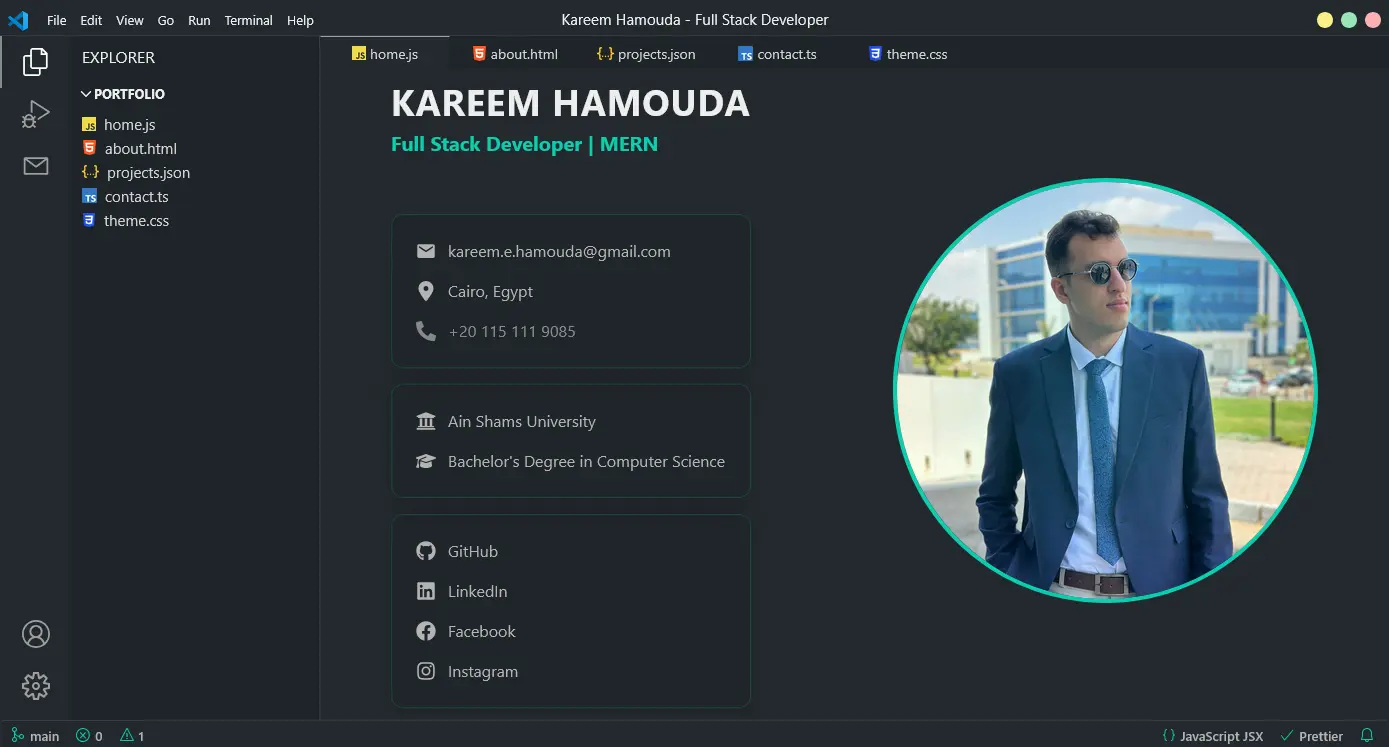 File Edit View Go Run Terminal Help
Kareem Hamouda - Full Stack Developer
EXPLORER
PORTFOLIO
JS home.js
about.html
{..} projects.json
TS contact.ts
theme.css
JS home.js
about.html
{..} projects.json
TS contact.ts
theme.css
KAREEM HAMOUDA
Full Stack Developer | MERN
kareem.e.hamouda@gmail.com
Cairo, Egypt
+20 115 111 9085
Ain Shams University
Bachelor's Degree in Computer Science
GitHub
LinkedIn
Facebook
Instagram
main 0 1
{} JavaScript JSX Prettier